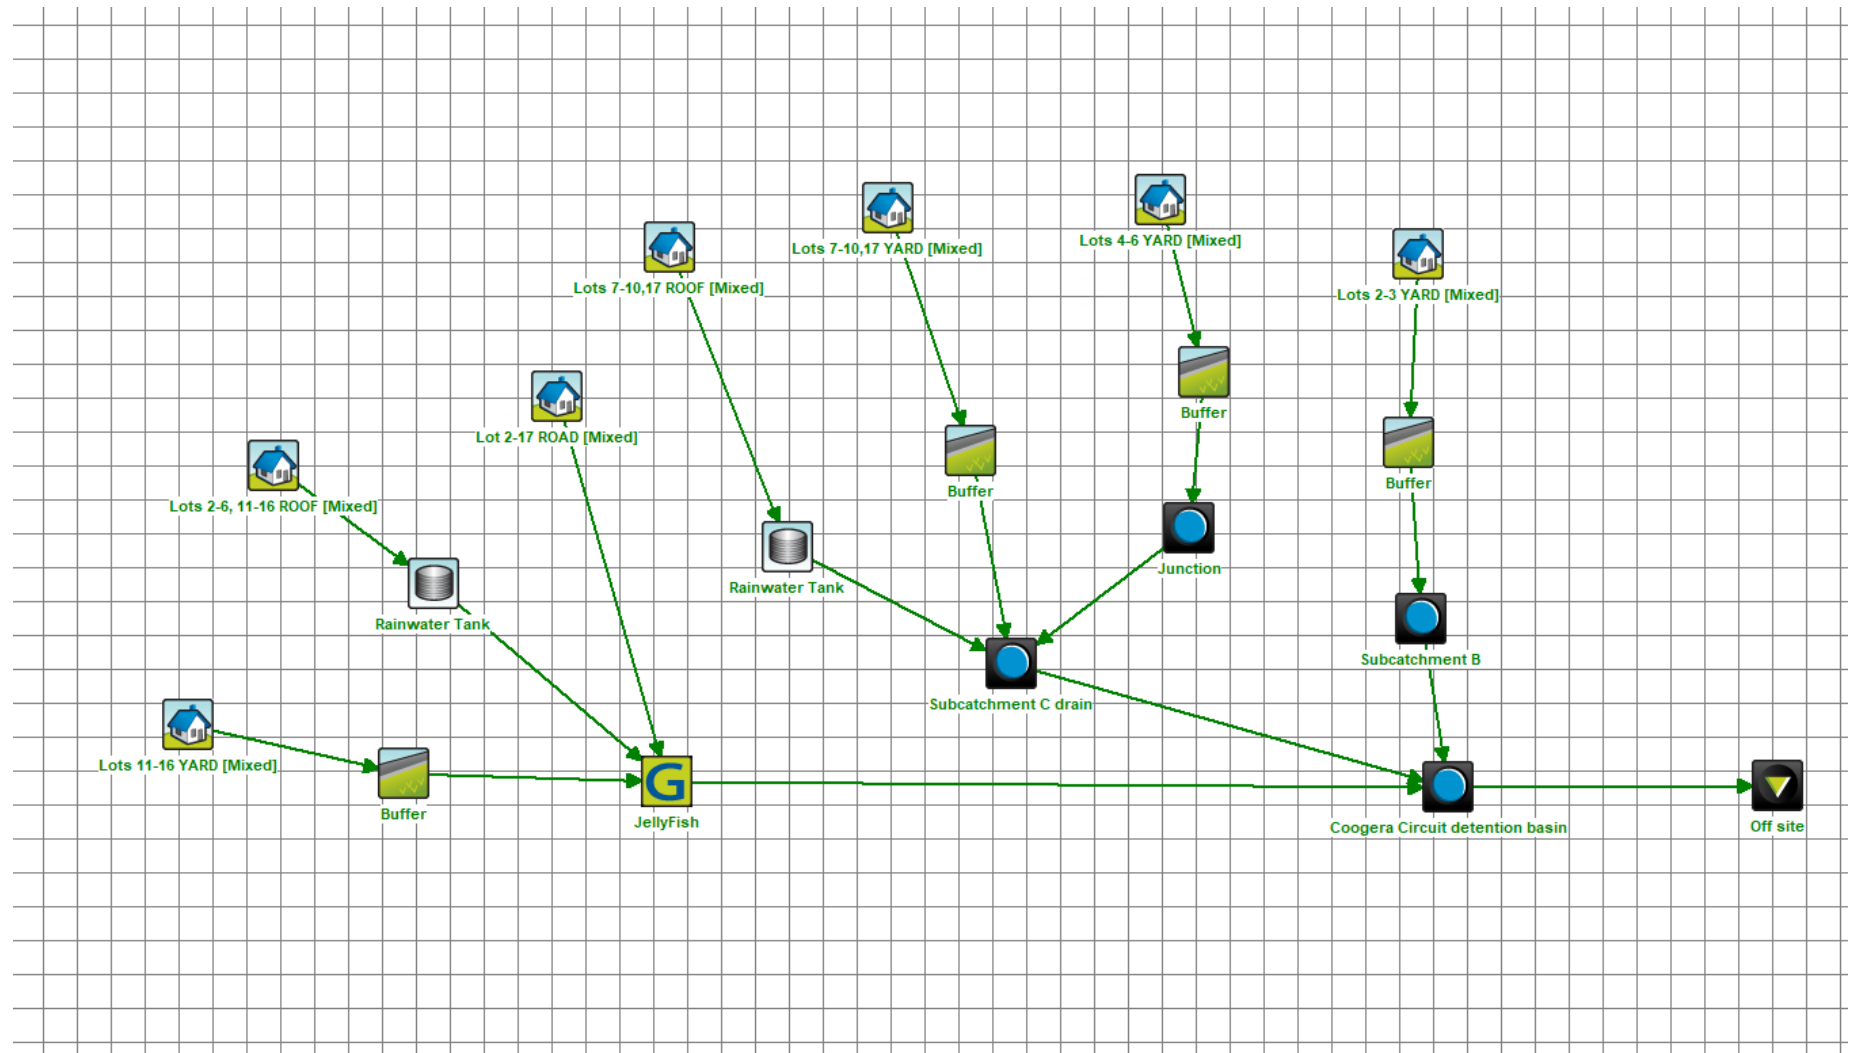 Lots 7-10,17 YARD [Mixed]
Lots 4-6 YARD [Mixed]
Lots 7-10,17 ROOF [Mixed]
Lots 2-3 YARD [Mixed]
Buffer
Lot 2-17 ROAD [Mixed]
Buffer
Buffer
Lots 2-6, 11-16 ROOF [Mixed]
Junction
Rainwater Tank
Rainwater Tank
Subcatchment B
Subcatchment C drain
Lots 11-16 YARD [Mixed]
Buffer
G
JellyFish
Coogera Circuit detention basin
Off site